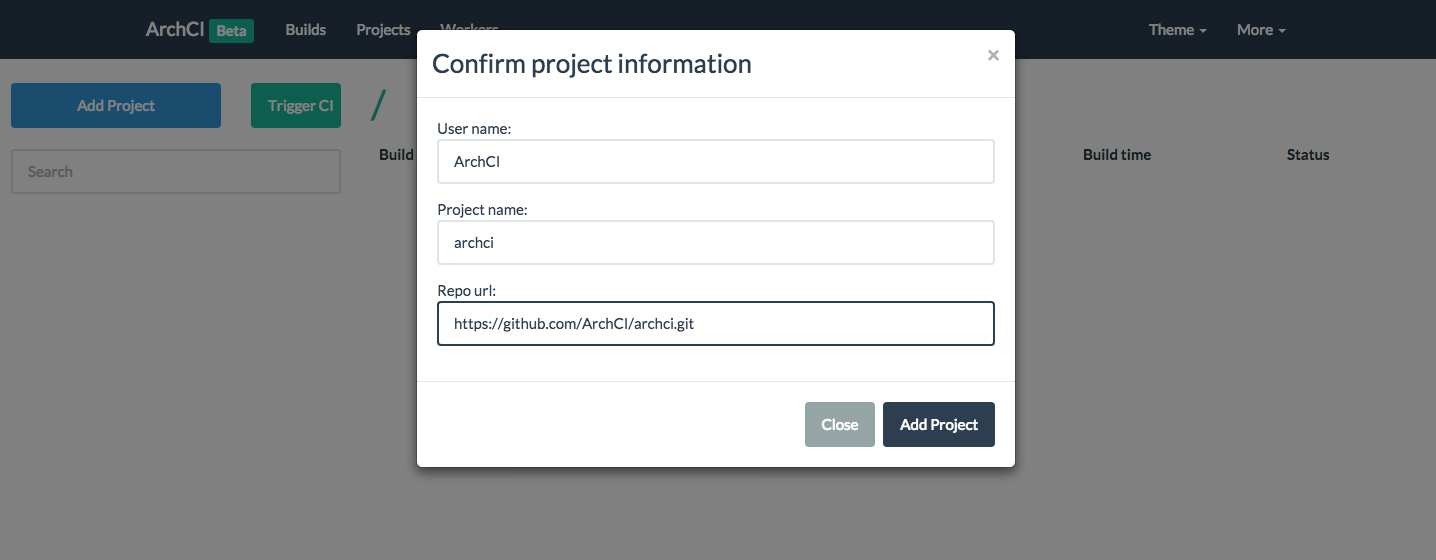 ArchCI Beta Builds Projects Workers Theme More
Confirm project information ×
Add Project Trigger CI /
User name:
Search Build Build time Status
ArchCI
Project name:
archci
Repo url:
https://github.com/ArchCI/archci.git
Close Add Project